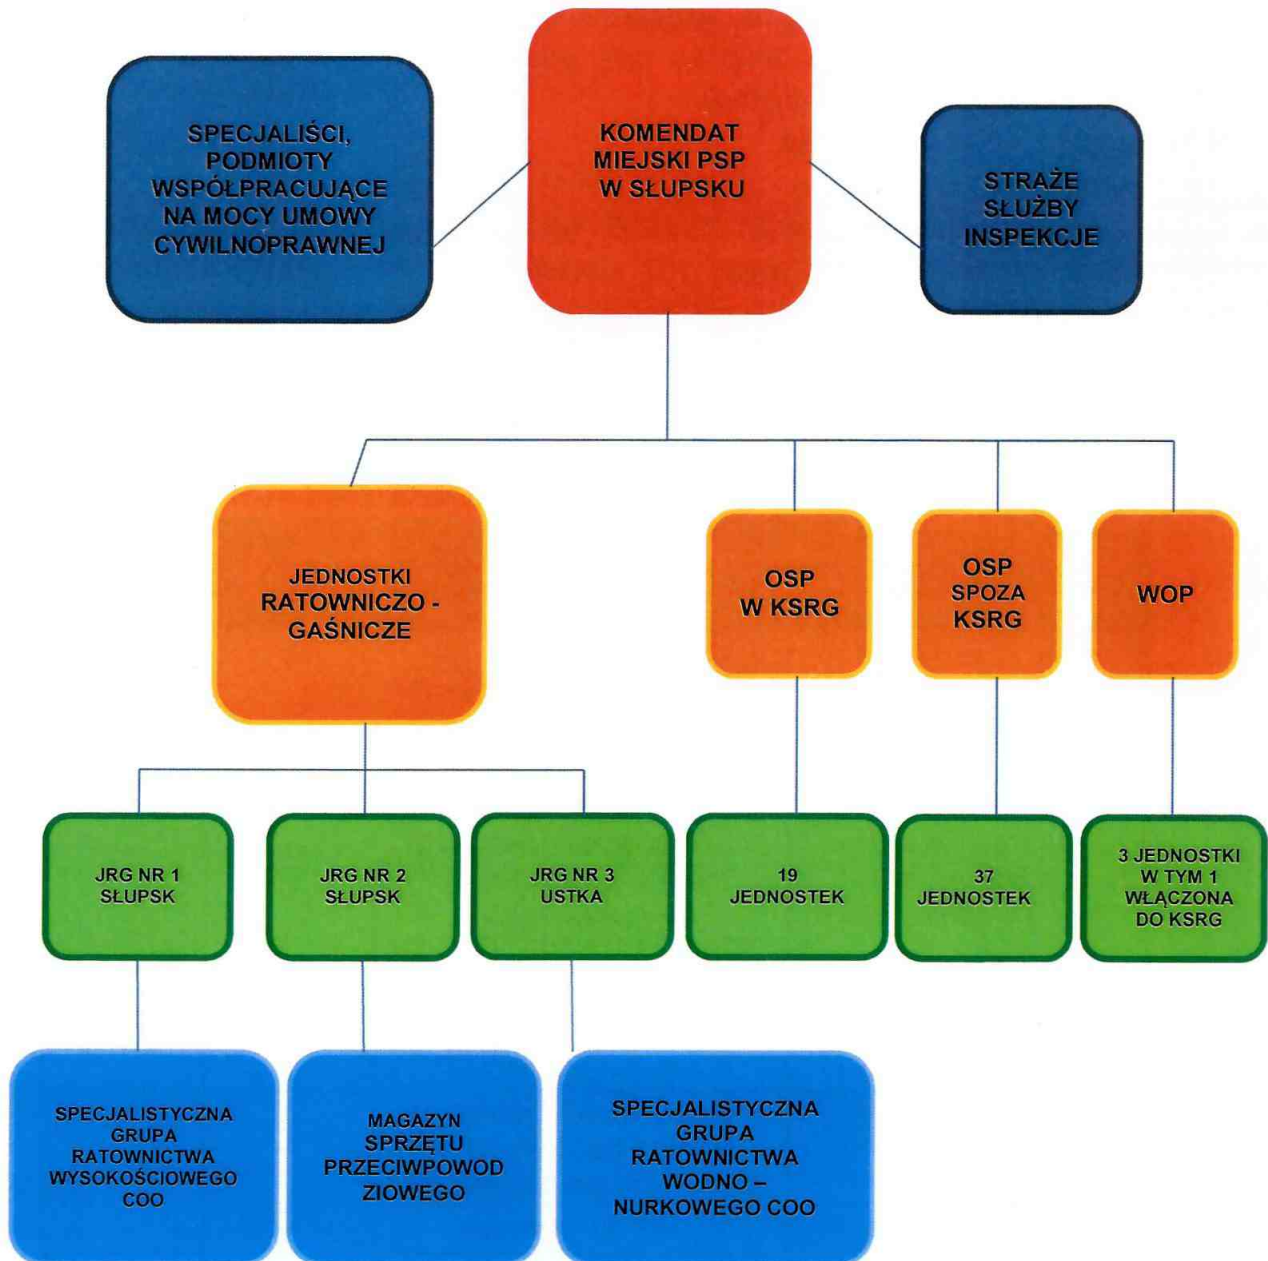 SPECJALIŚCI,
PODMIOTY
WSPÓŁPRACUJĄCE
NA MOCY UMOWY
CYWILNOPRAWNEJ
KOMENDAT
MIEJSKI PSP
W SŁUPSKU
STRAŻE
SŁUŻBY
INSPEKCJE
JEDNOSTKI
RATOWNICZO -
GAŚNICZE
OSP
W KSRG
OSP
SPOZA
KSRG
WOP
JRG NR 1
SŁUPSK
JRG NR 2
SŁUPSK
JRG NR 3
USTKA
19
JEDNOSTEK
37
JEDNOSTEK
3 JEDNOSTKI
W TYM 1
WŁĄCZONA
DO KSRG
SPECJALISTYCZNA
GRUPA
RATOWNICTWA
WYSOKOŚCIOWEGO
COO
MAGAZYN
SPRZĘTU
PRZECIWPOWOD
ZIOWEGO
SPECJALISTYCZNA
GRUPA
RATOWNICTWA
WODNO –
NURKOWEGO COO